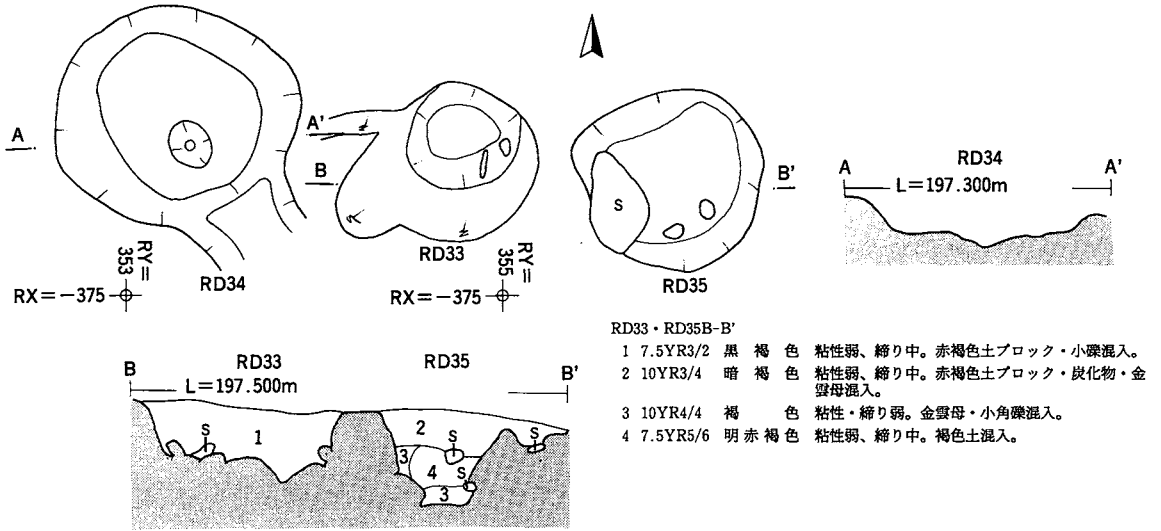 A
A'
B
RD33
RD34
S
B'
RD35
RY=
353
RX=-375
RY=
355
RX=-375
A
RD34
A'
L=197.300m
RD33・RD35B-B'
1 7.5YR3/2 黒褐色 粘性弱、締り中。赤褐色土ブロック・小礫混入。
2 10YR3/4 暗褐色 粘性弱、締り中。赤褐色土ブロック・炭化物・金
雲母混入。
3 10YR4/4 褐色 粘性・締り弱。金雲母・小角礫混入。
4 7.5YR5/6 明赤褐色 粘性弱、締り中。褐色土混入。
B
RD33
RD35
B'
L=197.500m
S
1
2
S
S
3
4
S
3